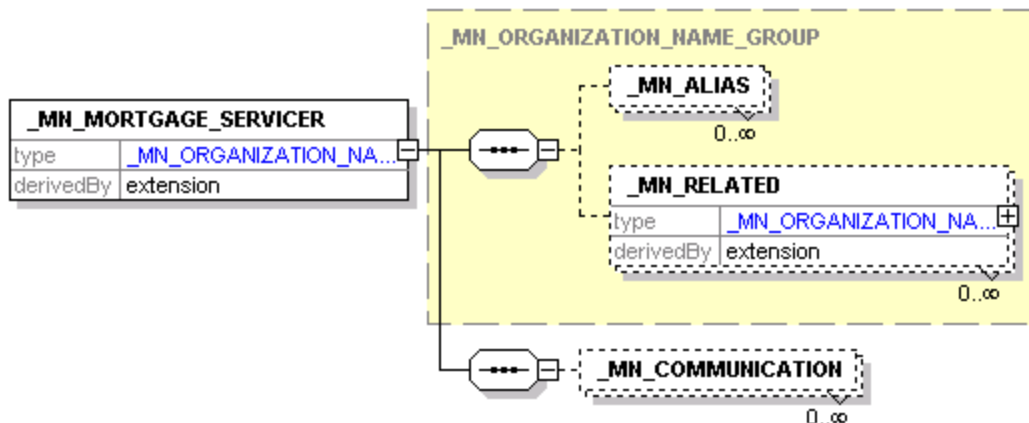 _MN_ORGANIZATION_NAME_GROUP
_MN_ALIAS
0..∞
_MN_MORTGAGE_SERVICER
type _MN_ORGANIZATION_NA...
derivedBy extension
_MN_RELATED
type _MN_ORGANIZATION_NA...
derivedBy extension
0..∞
_MN_COMMUNICATION
0..∞